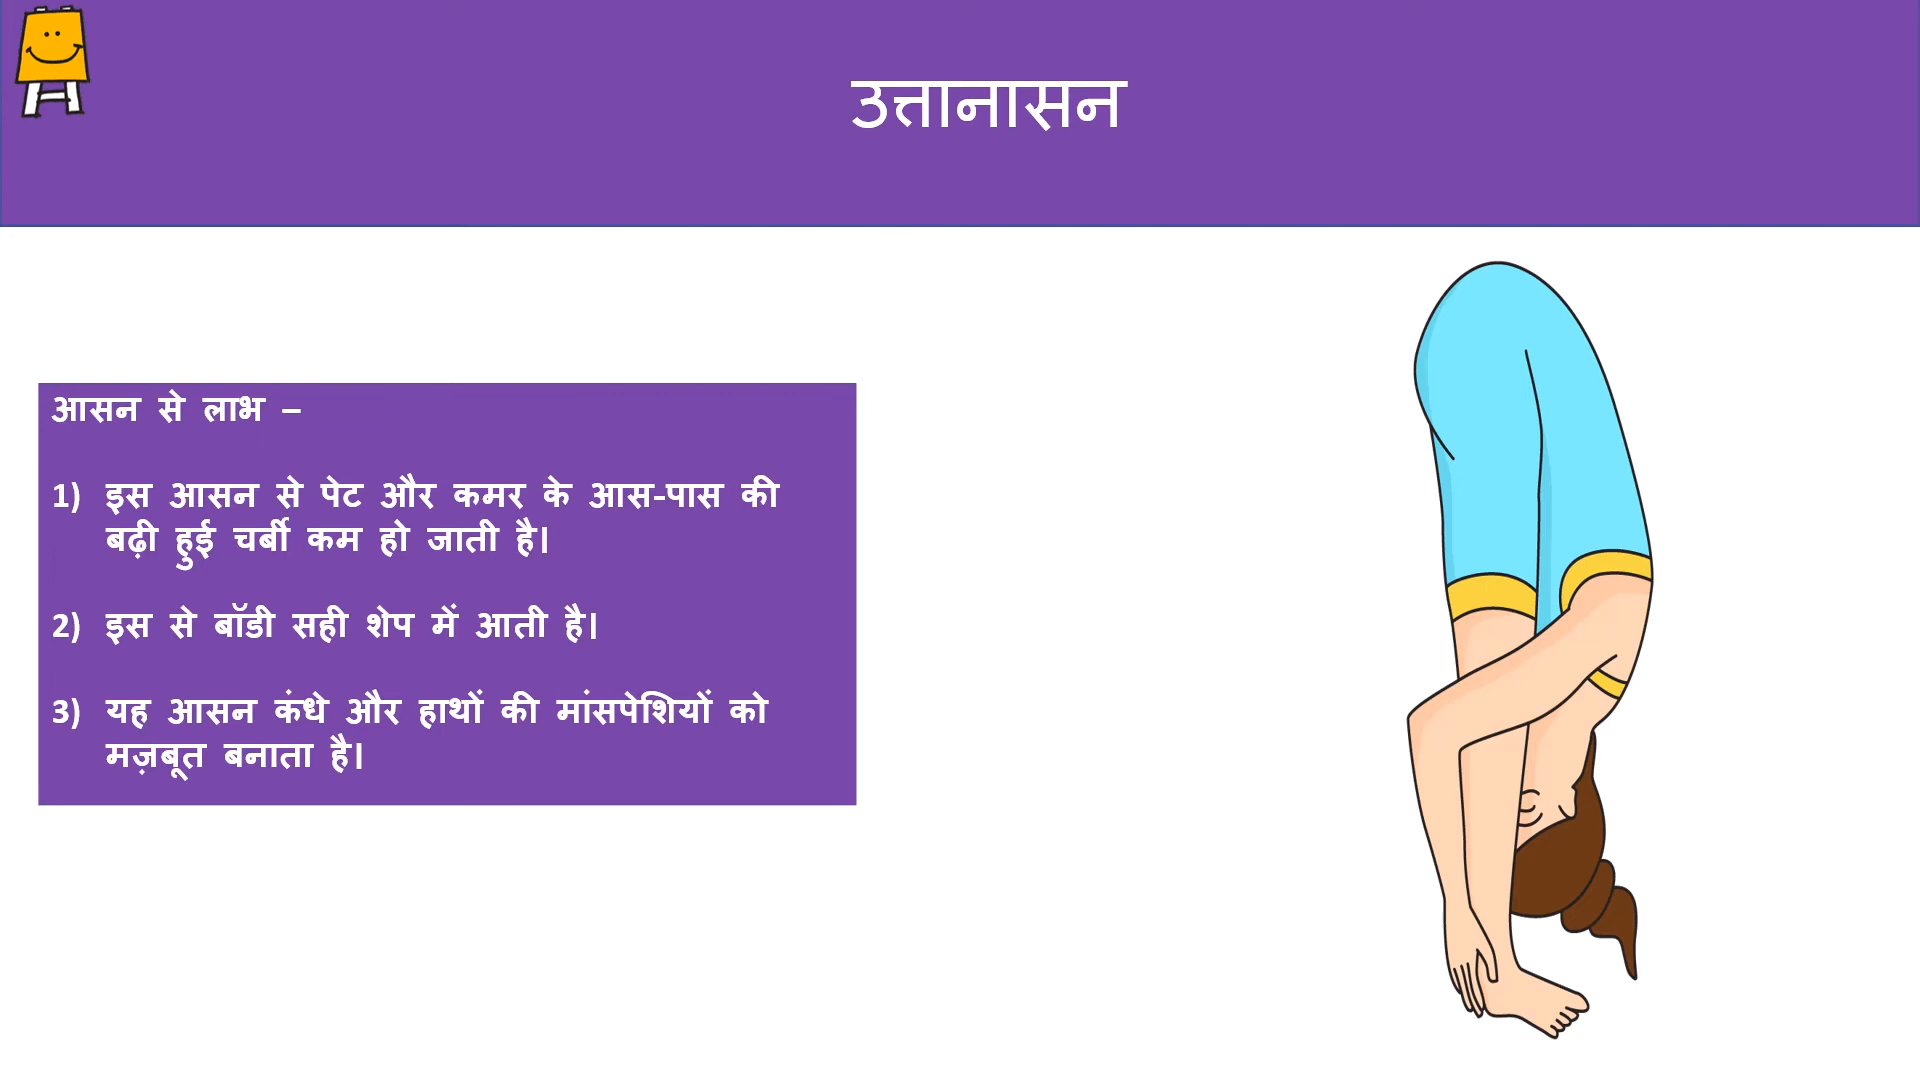 उत्तानासन
आसन से लाभ –
1) इस आसन से पेट और कमर के आस-पास की
बढ़ी हुई चर्बी कम हो जाती है।
2) इस से बॉडी सही शेप में आती है।
3) यह आसन कंधे और हाथों की मांसपेशियों को
मज़बूत बनाता है।